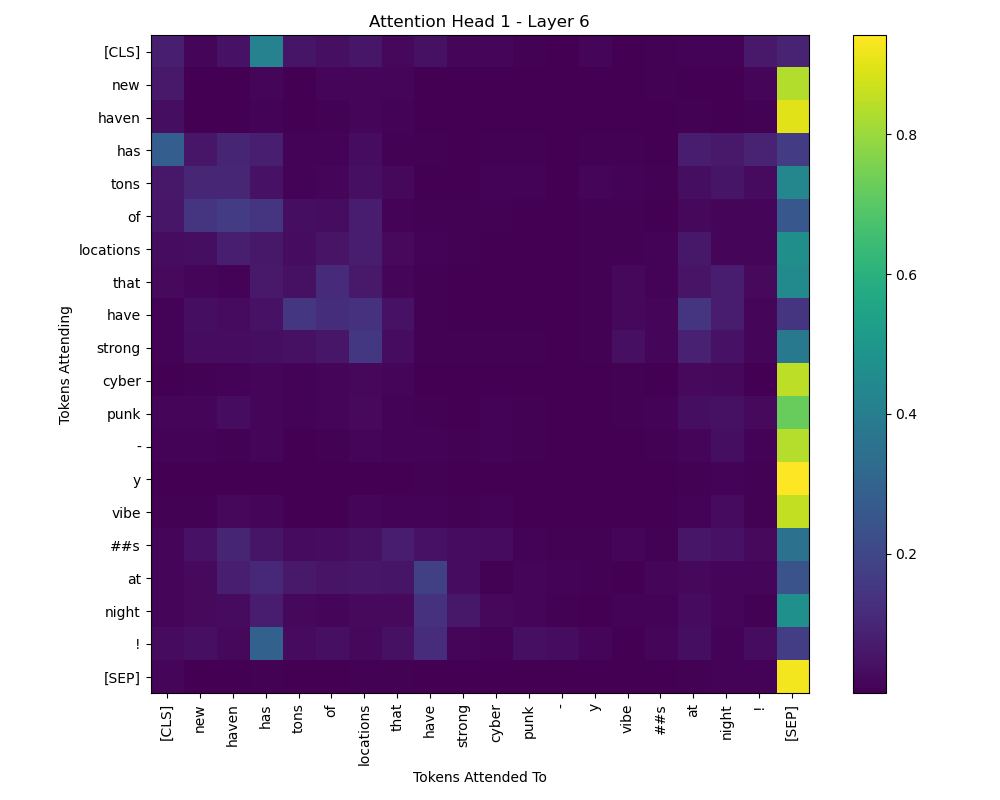 Attention Head 1 - Layer 6
[CLS]
new
haven
has
tons
of
locations
that
have
strong
cyber
punk
-
y
vibe
##s
at
night
!
[SEP]
Tokens Attending
[CLS]
new
haven
has
tons
of
locations
that
have
strong
cyber
punk
-
y
vibe
##s
at
night
!
[SEP]
Tokens Attended To
0.8
0.6
0.4
0.2